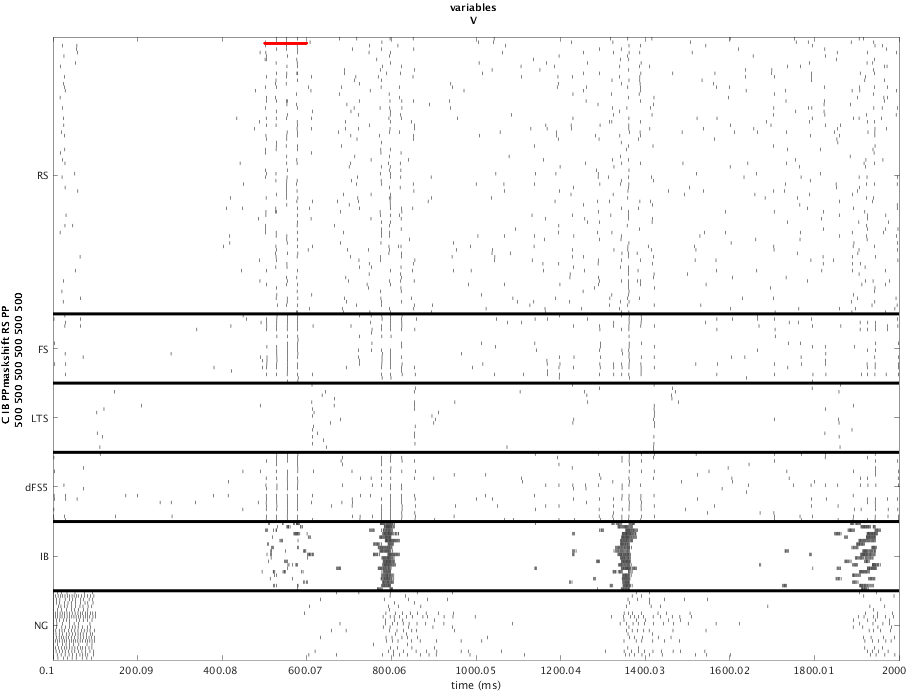 variables
V
C IB PPmaskshift RS PP
500 500 500 500 500 500
RS
FS
LTS
dFS5
IB
NG
0.1 200.09 400.08 600.07 800.06 1000.05 1200.04 1400.03 1600.02 1800.01 2000
time (ms)